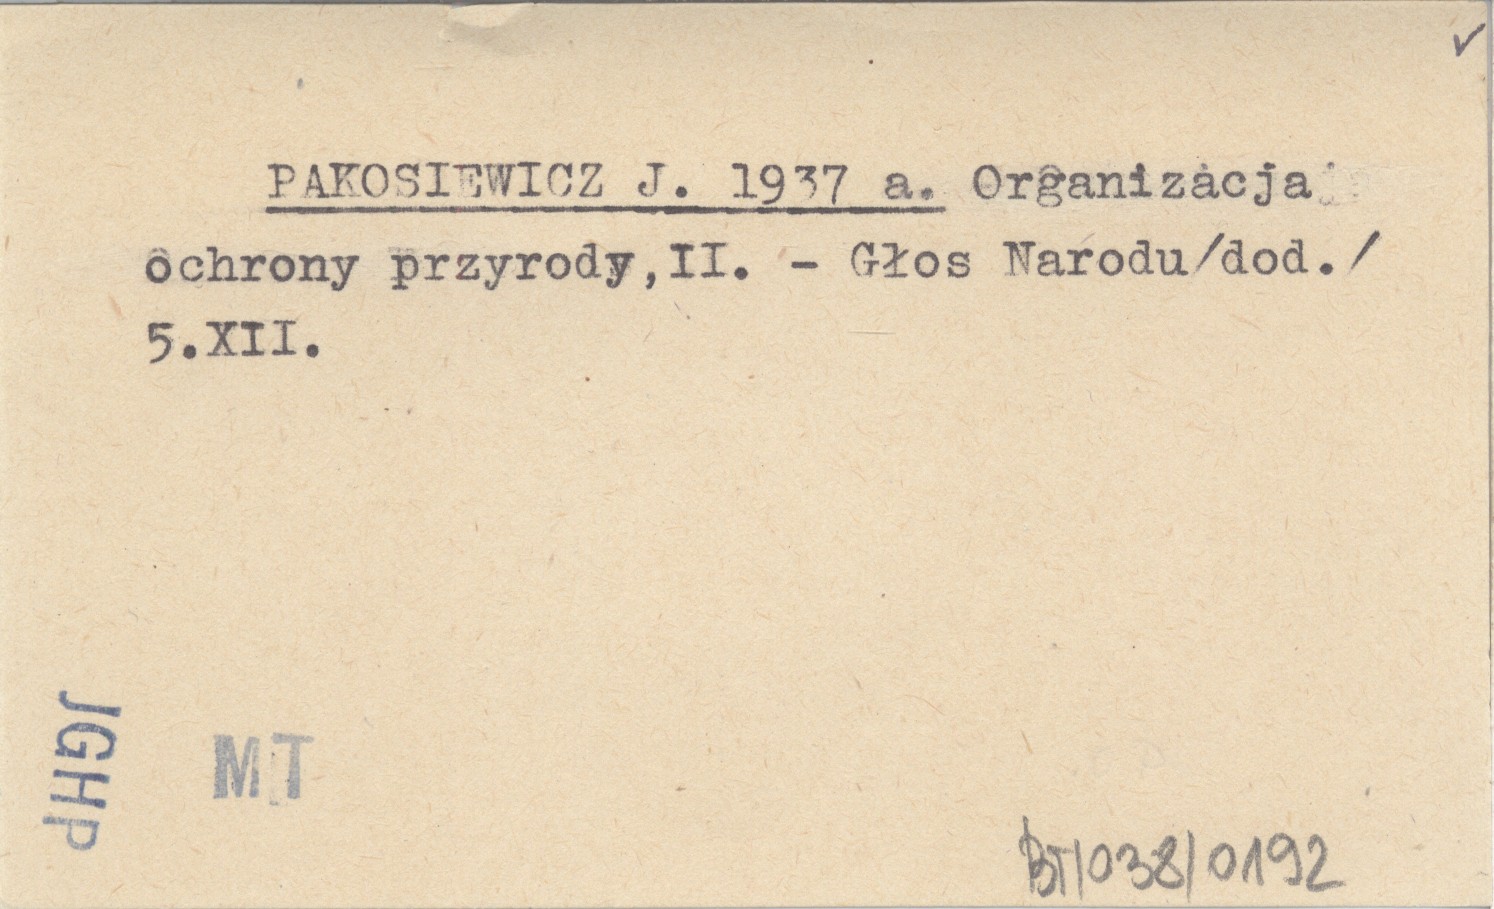 PAKOSIEWICZ J. 1937 a. Organizacja
ochrony przyrody,II. - Głos Narodu/dod./
5.XII.
JGHP
MT
BT/038/0192